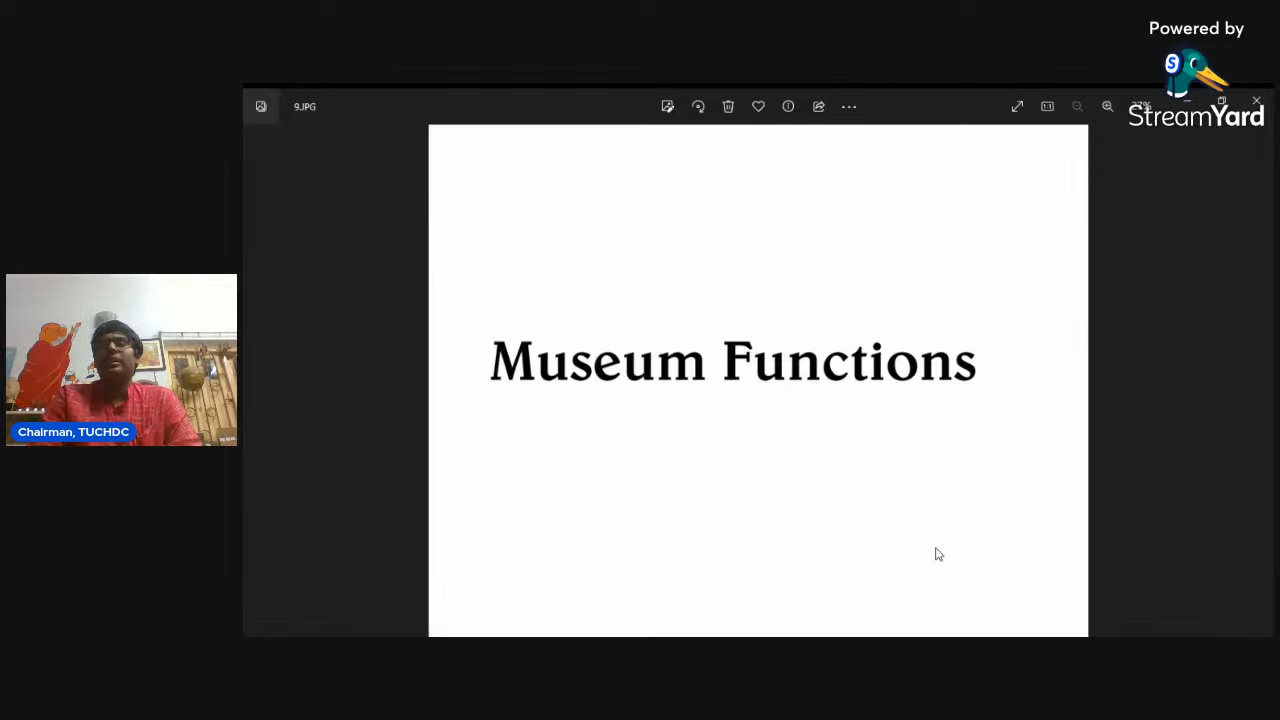 Powered by
StreamYard
9.JPG
Museum Functions
Chairman, TUCHDC